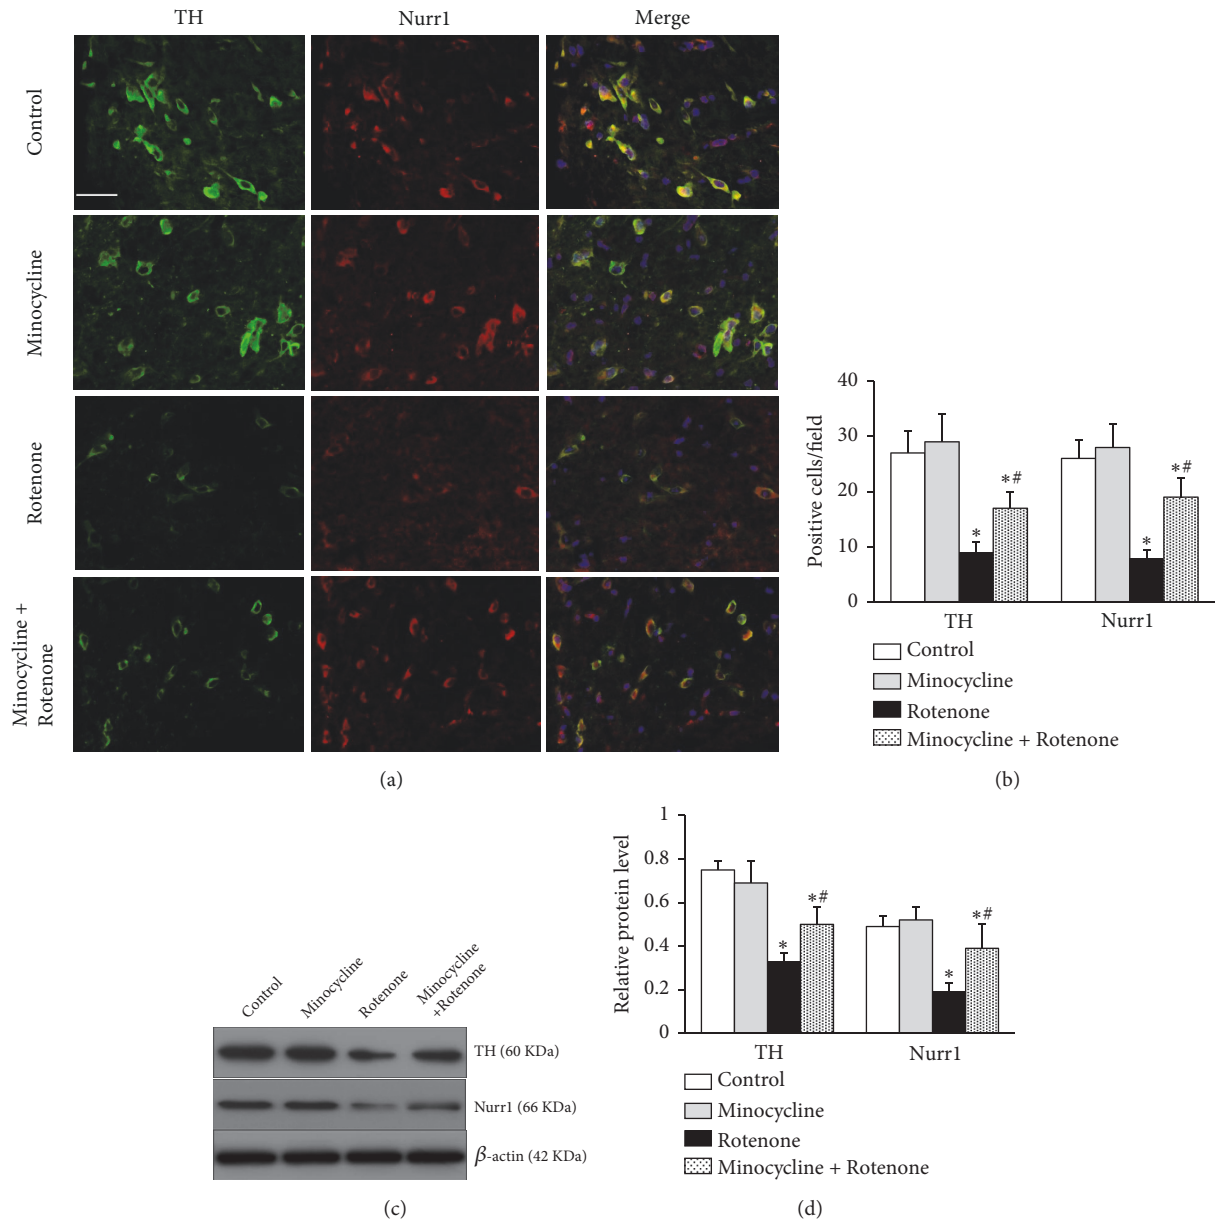 TH
Nurr1
Merge
Control
Minocycline
Rotenone
Minocycline +
Rotenone
(a)
Positive cells/field
40
30
20
10
0
*
*#
*
*#
TH
Nurr1
Control
Minocycline
Rotenone
Minocycline + Rotenone
(b)
Control
Minocycline
Rotenone
Minocycline
+Rotenone
TH (60 KDa)
Nurr1 (66 KDa)
β-actin (42 KDa)
(c)
Relative protein level
1
0.8
0.6
0.4
0.2
0
*
*#
*
*#
TH
Nurr1
Control
Minocycline
Rotenone
Minocycline + Rotenone
(d)